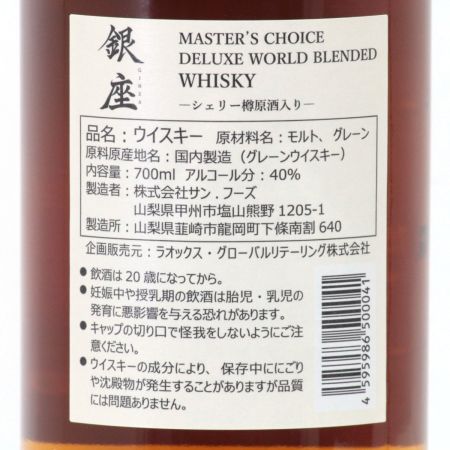 銀座
GINZA
MASTER'S CHOICE
DELUXE WORLD BLENDED
WHISKY
―シェリー樽原酒入り―
品名：ウイスキー 原材料名：モルト、グレーン
原料原産地名：国内製造（グレーンウイスキー）
内容量：700ml アルコール分：40%
製造者：株式会社サン.フーズ
山梨県甲州市塩山熊野 1205-1
製造所：山梨県韮崎市龍岡町下條南割 640
企画販売元：ラオックス・グローバルリテーリング株式会社
●飲酒は20歳になってから。
●妊娠中や授乳期の飲酒は胎児・乳児の
発育に悪影響を与える恐れがあります。
●キャップの切り口で怪我をしないようにご注
意ください。
●ウイスキーの成分により、保存中ににごり
や沈殿物が発生することがありますが品質
には問題ありません。
4 595986 500041